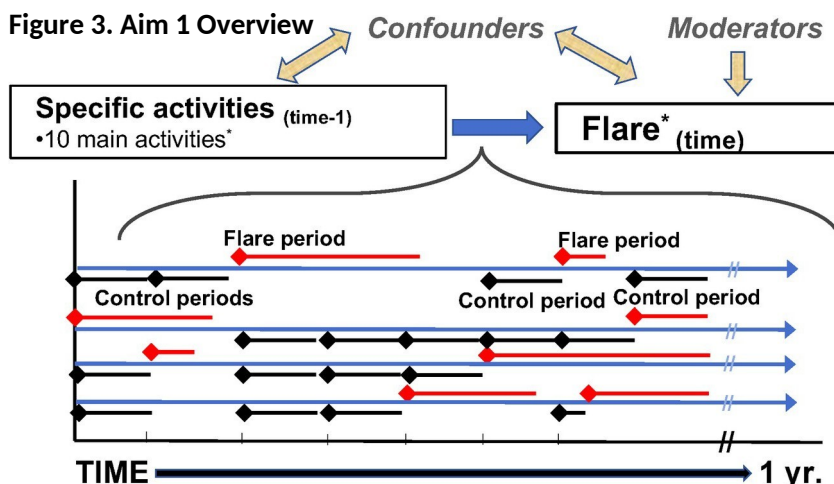 Figure 3. Aim 1 Overview
Confounders
Moderators
Specific activities (time-1)
•10 main activities*
Flare* (time)
Flare period
Flare period
Control periods
Control period
Control period
TIME
1 yr.